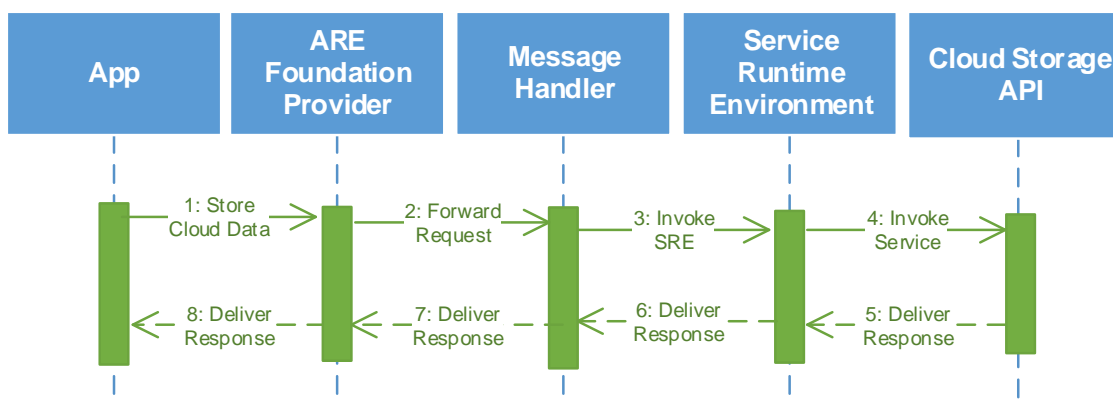 App
ARE
Foundation
Provider
Message
Handler
Service
Runtime
Environment
Cloud Storage
API
1: Store
Cloud Data
2: Forward
Request
3: Invoke
SRE
4: Invoke
Service
8: Deliver
Response
7: Deliver
Response
6: Deliver
Response
5: Deliver
Response